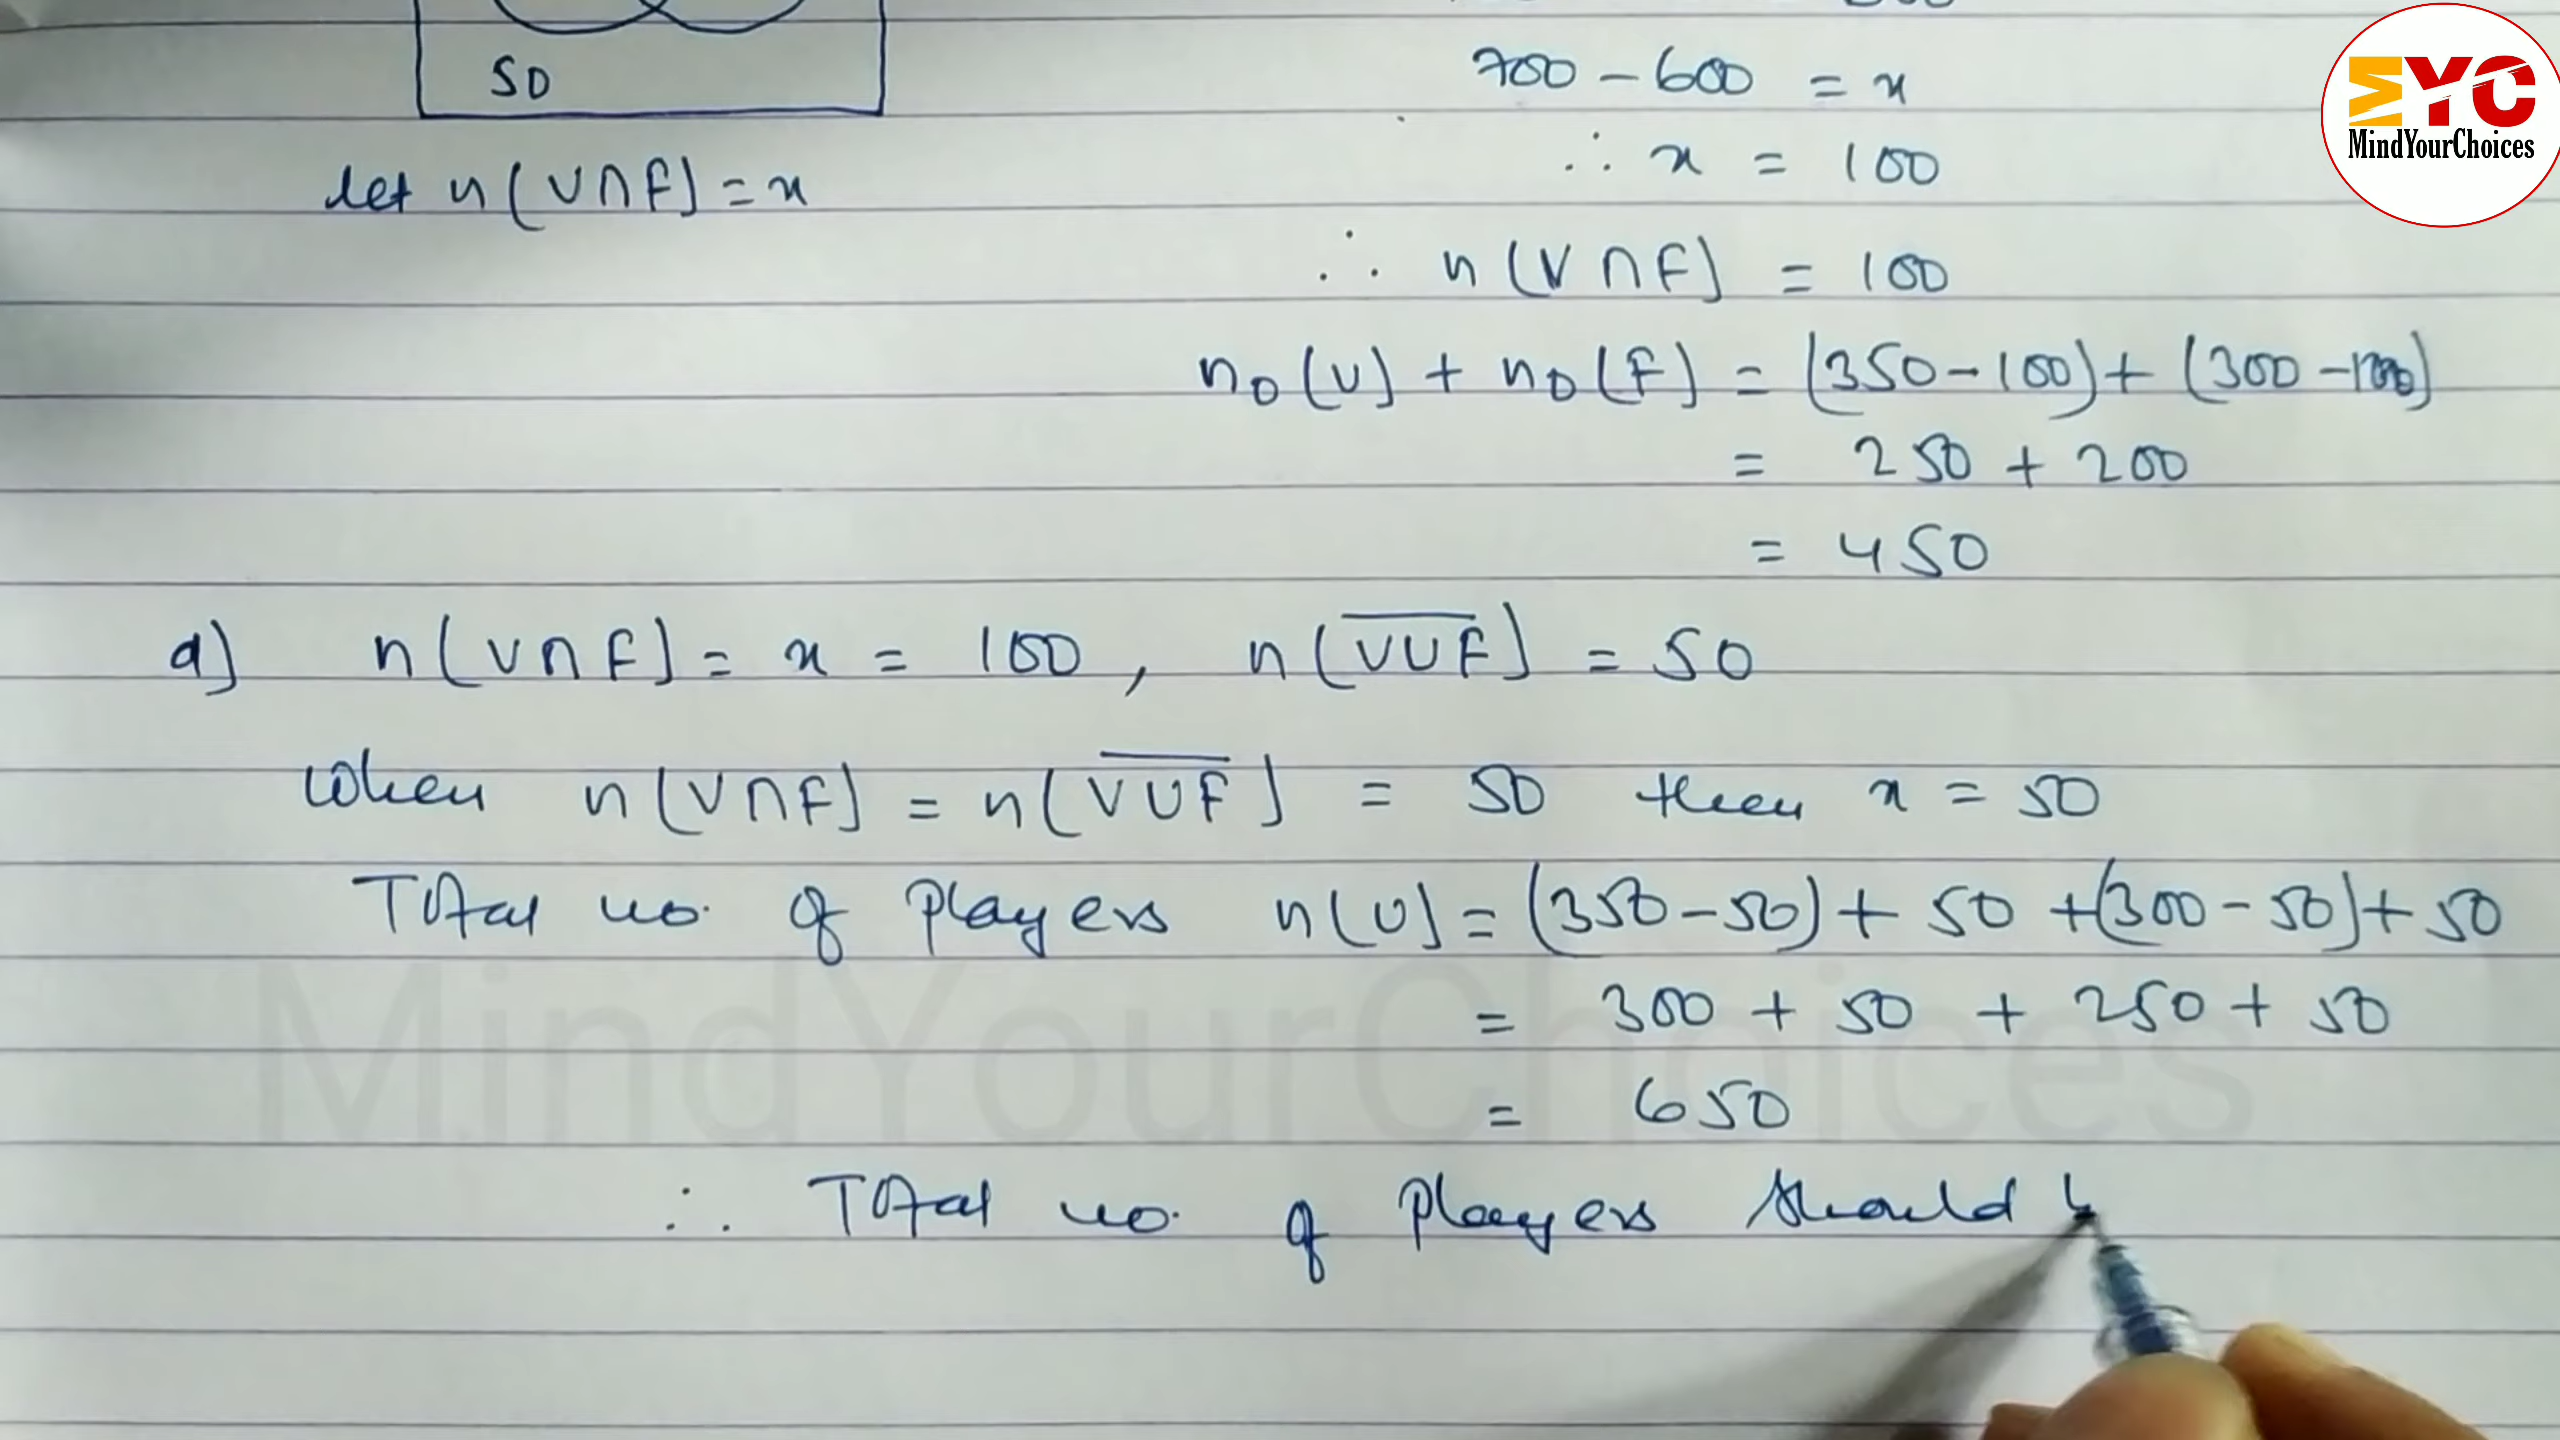 50
let n(V∩F) = x
700 - 600 = x
∴ x = 100
∴ n(V∩F) = 100
n₀(V) + n₀(F) = (350-100) + (300-100)
= 250 + 200
= 450
d) n(V∩F) = x = 100, n(\overline{V∪F}) = 50
When n(V∩F) = n(\overline{V∪F}) = 50 then x = 50
Total no. of players n(U) = (350-50) + 50 + (300-50) + 50
= 300 + 50 + 250 + 50
= 650
∴ Total no. of players should b
MYC
MindYourChoices
MindYourChoices